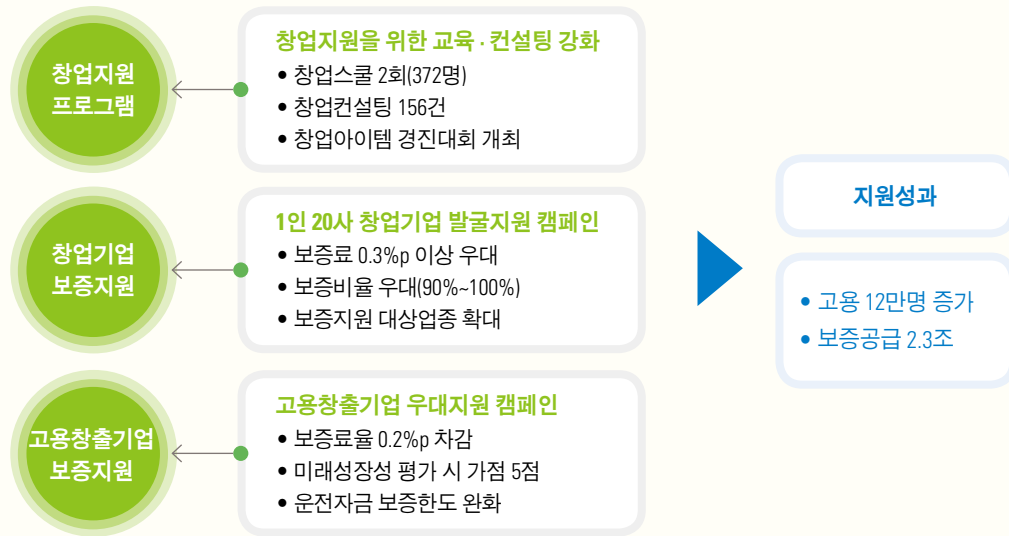 창업지원
프로그램
창업지원을 위한 교육 · 컨설팅 강화
• 창업스쿨 2회(372명)
• 창업컨설팅 156건
• 창업아이템 경진대회 개최
창업기업
보증지원
1인 20사 창업기업 발굴지원 캠페인
• 보증료 0.3%p 이상 우대
• 보증비율 우대(90%~100%)
• 보증지원 대상업종 확대
고용창출기업
보증지원
고용창출기업 우대지원 캠페인
• 보증료율 0.2%p 차감
• 미래성장성 평가 시 가점 5점
• 운전자금 보증한도 완화
지원성과
• 고용 12만명 증가
• 보증공급 2.3조